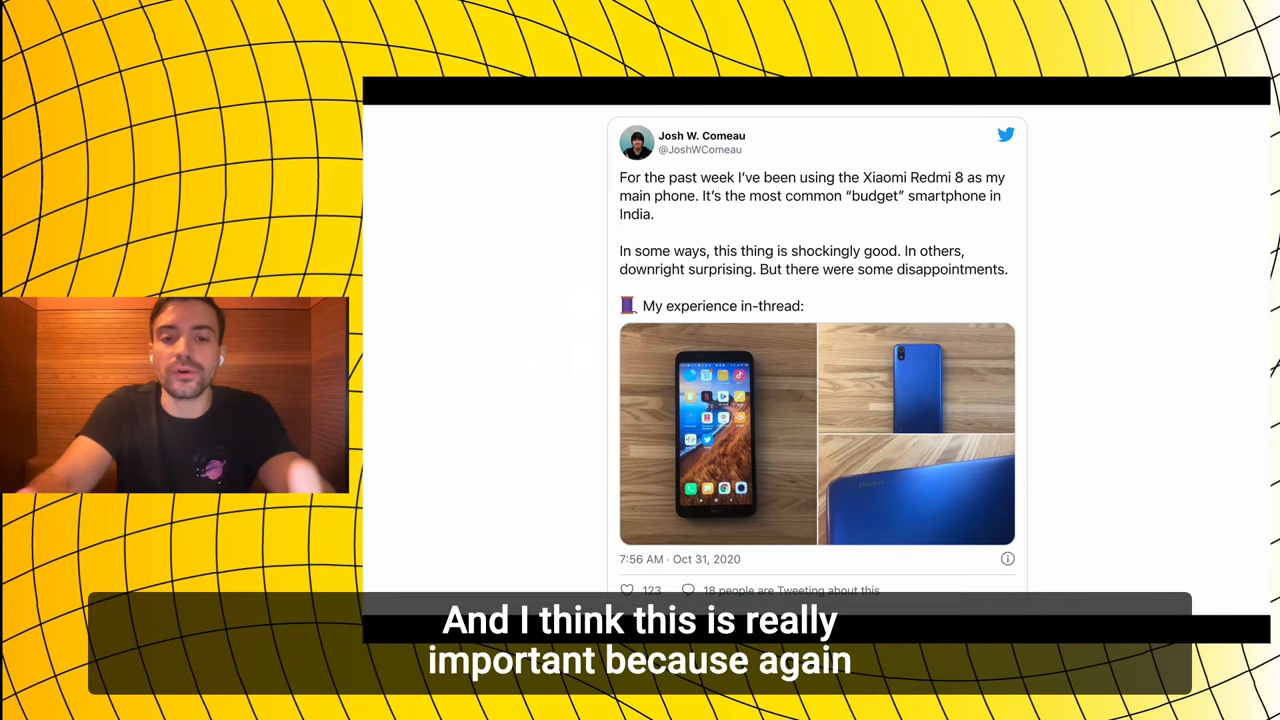 Josh W. Comeau
@JoshWComeau
For the past week I’ve been using the Xiaomi Redmi 8 as my
main phone. It’s the most common “budget” smartphone in
India.
In some ways, this thing is shockingly good. In others,
downright surprising. But there were some disappointments.
My experience in-thread:
7:56 AM · Oct 31, 2020
123
18 people are Tweeting about this
And I think this is really
important because again